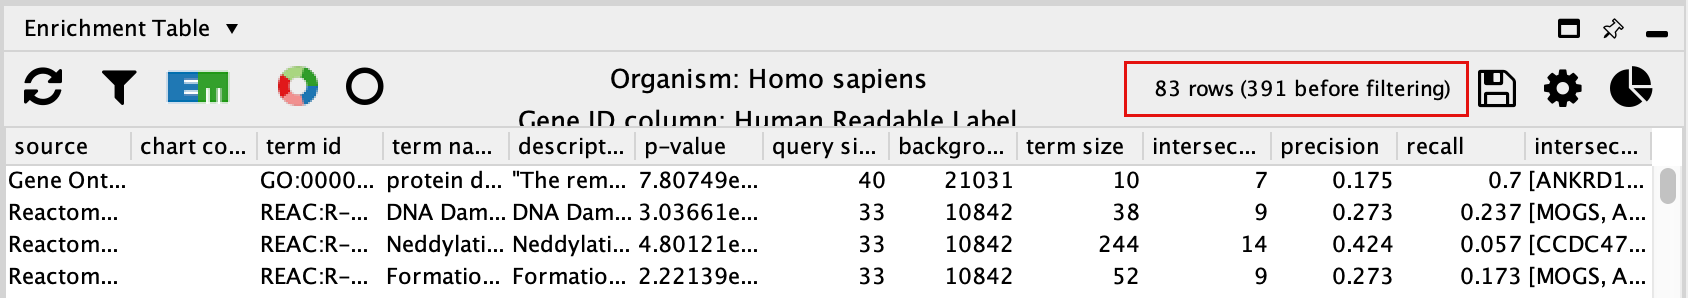 Enrichment Table ▼
EM
Organism: Homo sapiens
83 rows (391 before filtering)
Gene ID column: Human Readable Label
source chart co... term id term na... descript... p-value query si... backgro... term size intersec... precision recall intersec...
Gene Ont... GO:0000... protein d... "The rem... 7.80749e... 40 21031 10 7 0.175 0.7 [ANKRD1...
Reactom... REAC:R-... DNA Dam... DNA Dam... 3.03661e... 33 10842 38 9 0.273 0.237 [MOGS, A...
Reactom... REAC:R-... Neddylati... Neddylati... 4.80121e... 33 10842 244 14 0.424 0.057 [CCDC47...
Reactom... REAC:R-... Formatio... Formatio... 2.22139e... 33 10842 52 9 0.273 0.173 [MOGS, A...